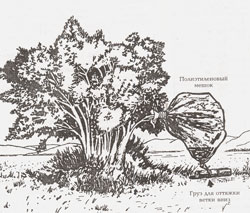 Полиэтиленовый
мешок
Груз для оттяжки
ветки вниз